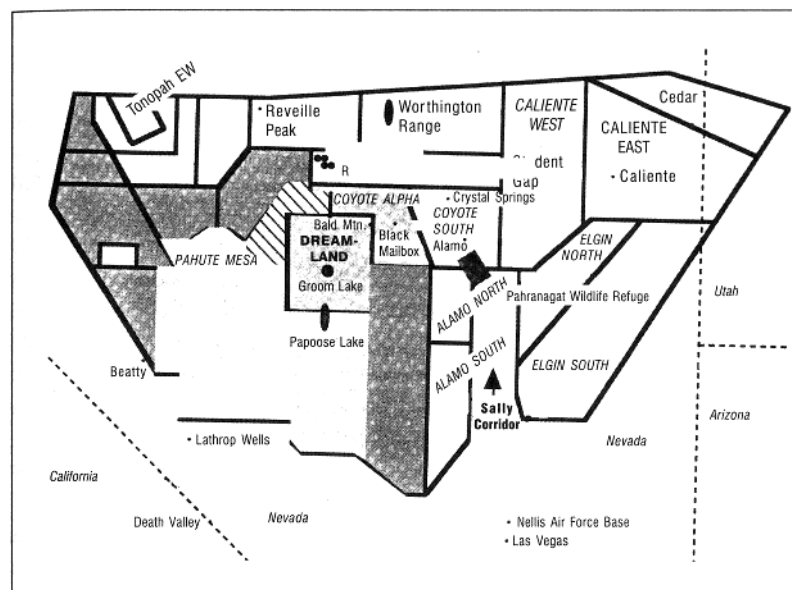 Tonopah EW
Reveille
Peak
Worthington
Range
CALIENTE
WEST
Cedar
CALIENTE
EAST
Caliente
R
dent
Gap
COYOTE ALPHA
Crystal Springs
COYOTE
SOUTH
Alamo
Bald Mtn.
Black
Mailbox
DREAM-
LAND
Groom Lake
PAHUTE MESA
ELGIN
NORTH
ALAMO NORTH
Pahranagat Wildlife Refuge
Utah
Papoose Lake
ALAMO SOUTH
ELGIN SOUTH
Beatty
Sally
Corridor
Arizona
Lathrop Wells
Nevada
California
Death Valley
Nevada
Nellis Air Force Base
Las Vegas